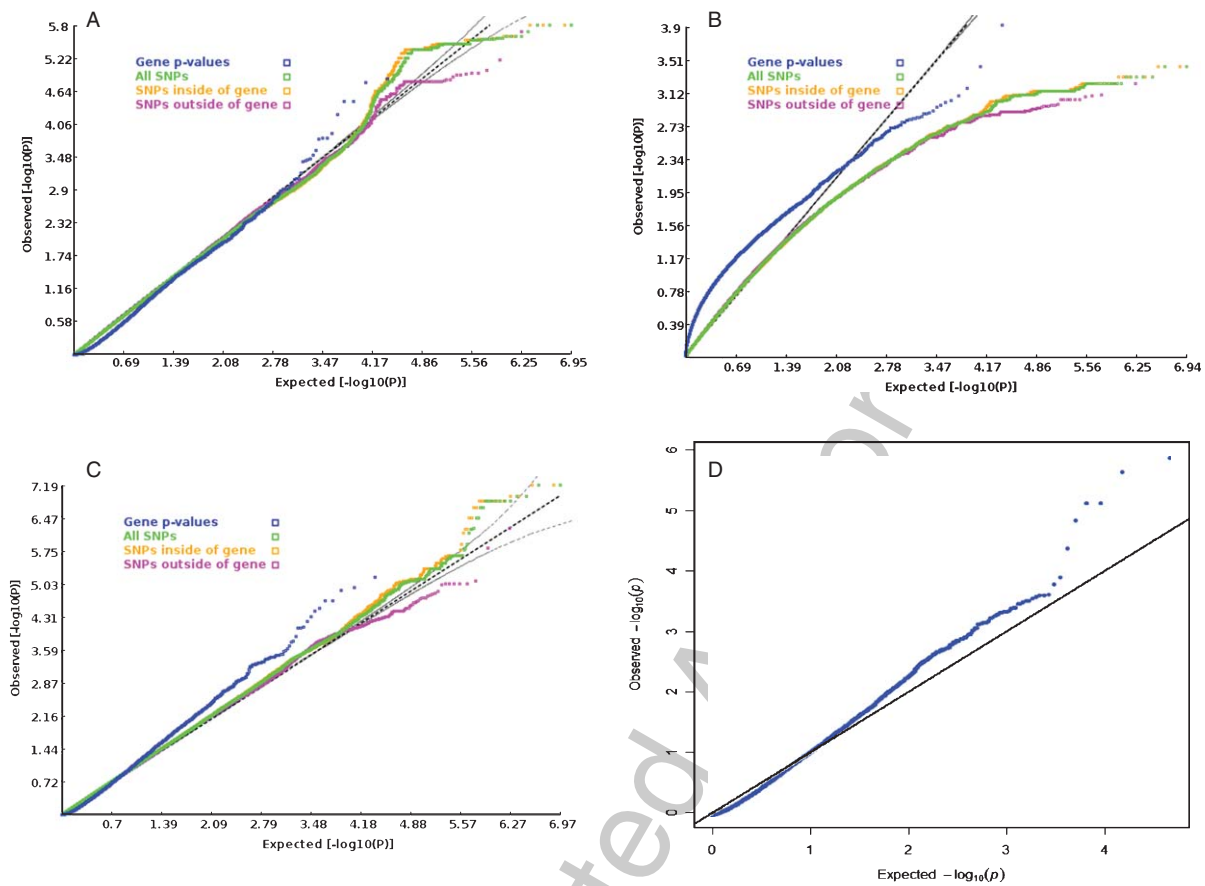 A
5.8
5.22
4.64
4.06
3.48
2.9
2.32
1.74
1.16
0.58
Observed [-log10(P)]
Gene p-values
All SNPs
SNPs inside of gene
SNPs outside of gene
0.69 1.39 2.08 2.78 3.47 4.17 4.86 5.56 6.25 6.95
Expected [-log10(P)]
B
3.9
3.51
3.12
2.73
2.34
1.95
1.56
1.17
0.78
0.39
Observed [-log10(P)]
Gene p-values
All SNPs
SNPs inside of gene
SNPs outside of gene
0.69 1.39 2.08 2.78 3.47 4.17 4.86 5.56 6.25 6.94
Expected [-log10(P)]
C
7.19
6.47
5.75
5.03
4.31
3.59
2.87
2.16
1.44
0.72
Observed [-log10(P)]
Gene p-values
All SNPs
SNPs inside of gene
SNPs outside of gene
0.7 1.39 2.09 2.79 3.48 4.18 4.88 5.57 6.27 6.97
Expected [-log10(P)]
D
6
5
4
3
2
1
0
Observed −log10(p)
0 1 2 3 4
Expected −log10(p)
ted
or